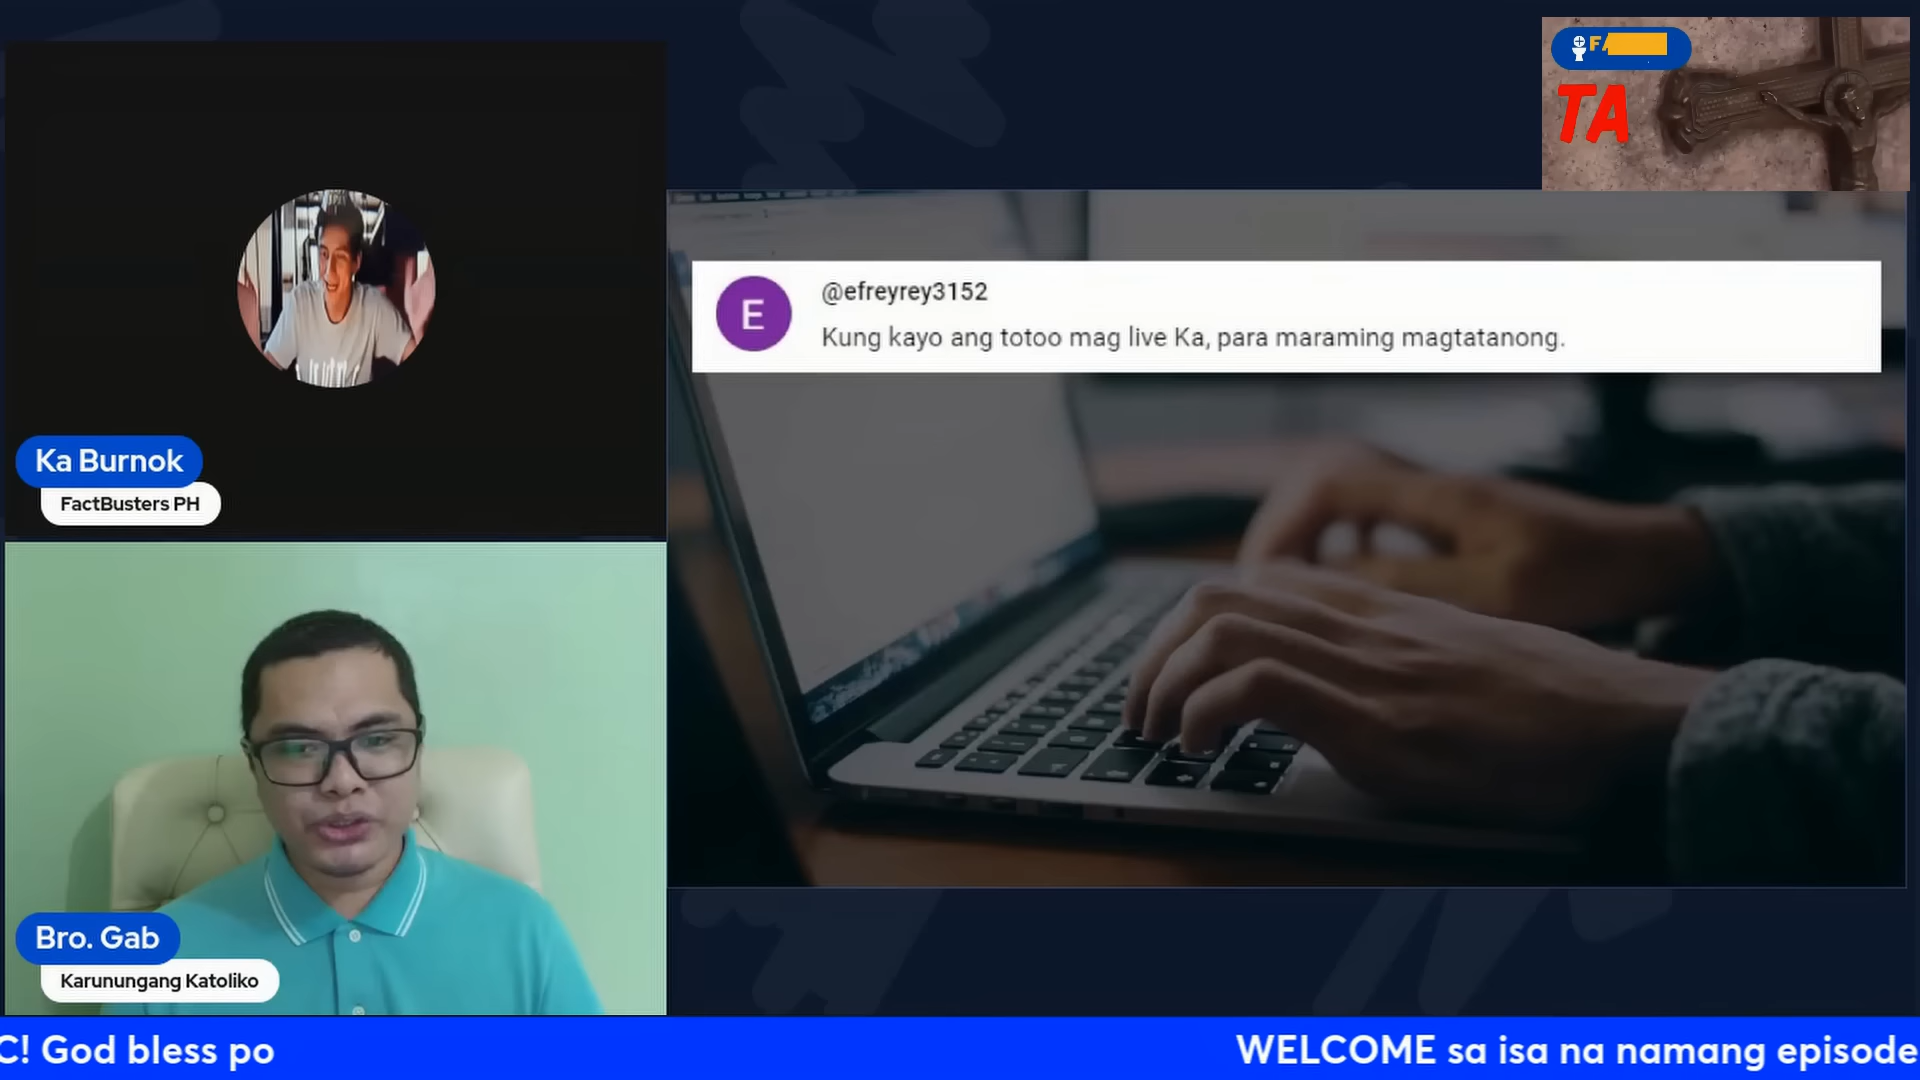 TA
E
@efreyrey3152
Kung kayo ang totoo mag live Ka, para maraming magtatanong.
Ka Burnok
FactBusters PH
Bro. Gab
Karunungang Katoliko
C! God bless po
WELCOME sa isa na namang episode